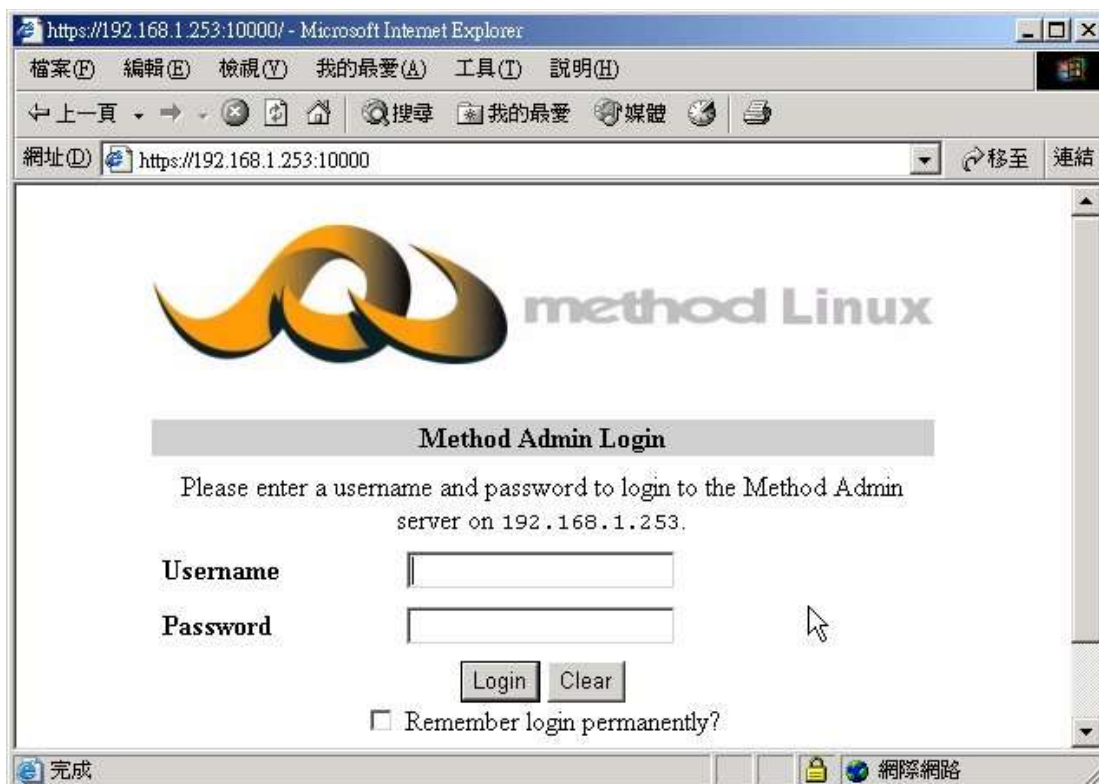 https://192.168.1.253:10000/ - Microsoft Internet Explorer
檔案(F) 編輯(E) 檢視(V) 我的最愛(A) 工具(T) 說明(H)
上一頁 搜尋 我的最愛 媒體
網址(D) https://192.168.1.253:10000 移至 連結
method Linux
Method Admin Login
Please enter a username and password to login to the Method Admin
server on 192.168.1.253.
Username
Password
Login Clear
Remember login permanently?
完成 網際網路